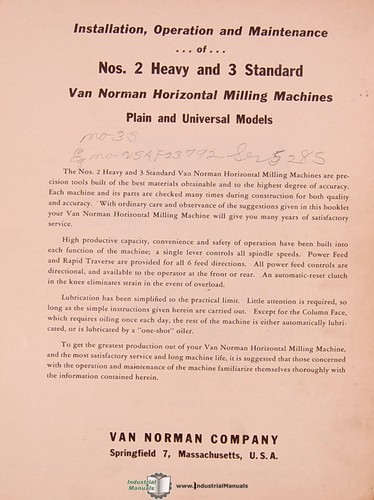 Installation, Operation and Maintenance
... of ...
Nos. 2 Heavy and 3 Standard
Van Norman Horizontal Milling Machines
Plain and Universal Models
no-3s
The Nos. 2 Heavy and 3 Standard Van Norman Horizontal Milling Machines are pre-
cision tools built of the best materials obtainable and to the highest degree of accuracy.
Each machine and its parts are checked many times during construction for both quality
and accuracy. With ordinary care and observance of the suggestions given in this booklet
your Van Norman Horizontal Milling Machine will give you many years of satisfactory
service.
High productive capacity, convenience and safety of operation have been built into
each function of the machine; a single lever controls all spindle speeds. Power Feed
and Rapid Traverse are provided for all 6 feed directions. All power feed controls are
directional, and available to the operator at the front or rear. An automatic-reset clutch
in the knee eliminates strain in the event of overload.
Lubrication has been simplified to the practical limit. Little attention is required, so
long as the simple instructions given herein are carried out. Except for the Column Face,
which requires oiling once each day, the rest of the machine is either automatically lubri-
cated, or is lubricated by a "one-shot" oiler.
To get the greatest production out of your Van Norman Horizontal Milling Machine,
and the most satisfactory service and long machine life, it is suggested that those concerned
with the operation and maintenance of the machine familiarize themselves thoroughly with
the information contained herein.
VAN NORMAN COMPANY
Springfield 7, Massachusetts, U. S. A.
Industrial
Manuals
www.IndustrialManuals.com